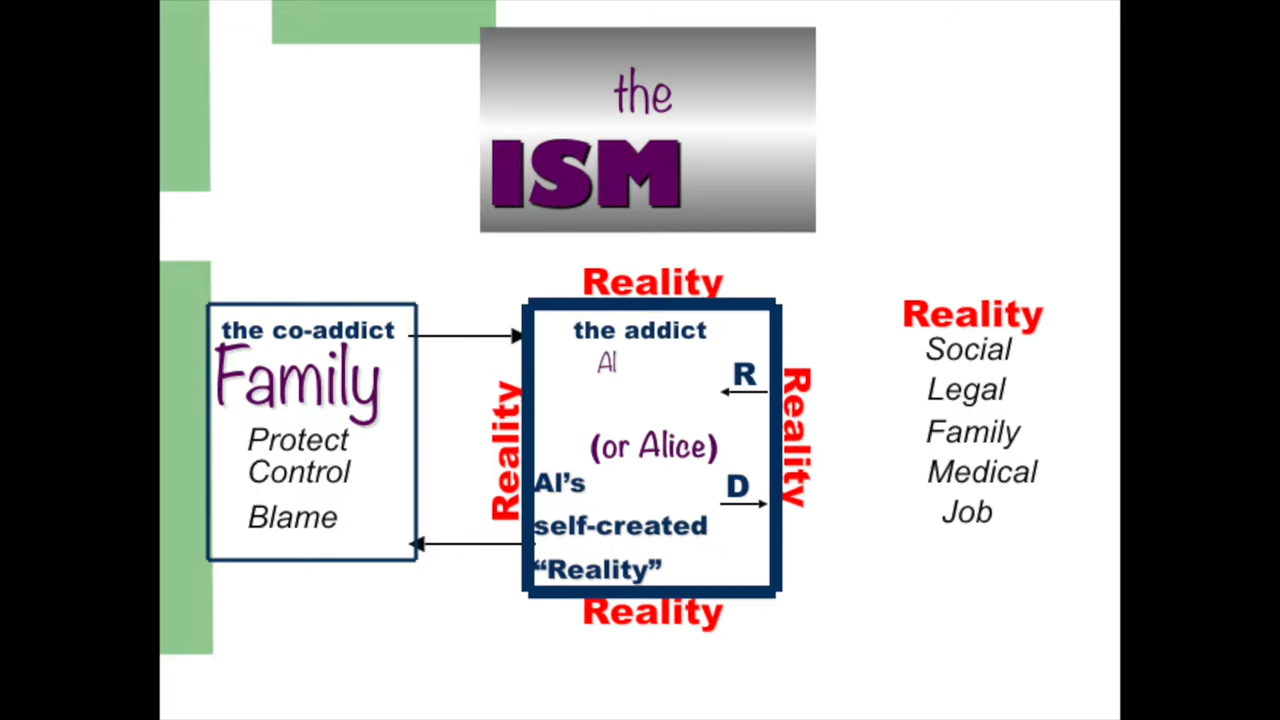 the
ISM
Reality
the co-addict
Family
Protect
Control
Blame
Reality
the addict
Al
R
(or Alice)
D
Al’s
self-created
“Reality”
Reality
Reality
Reality
Social
Legal
Family
Medical
Job